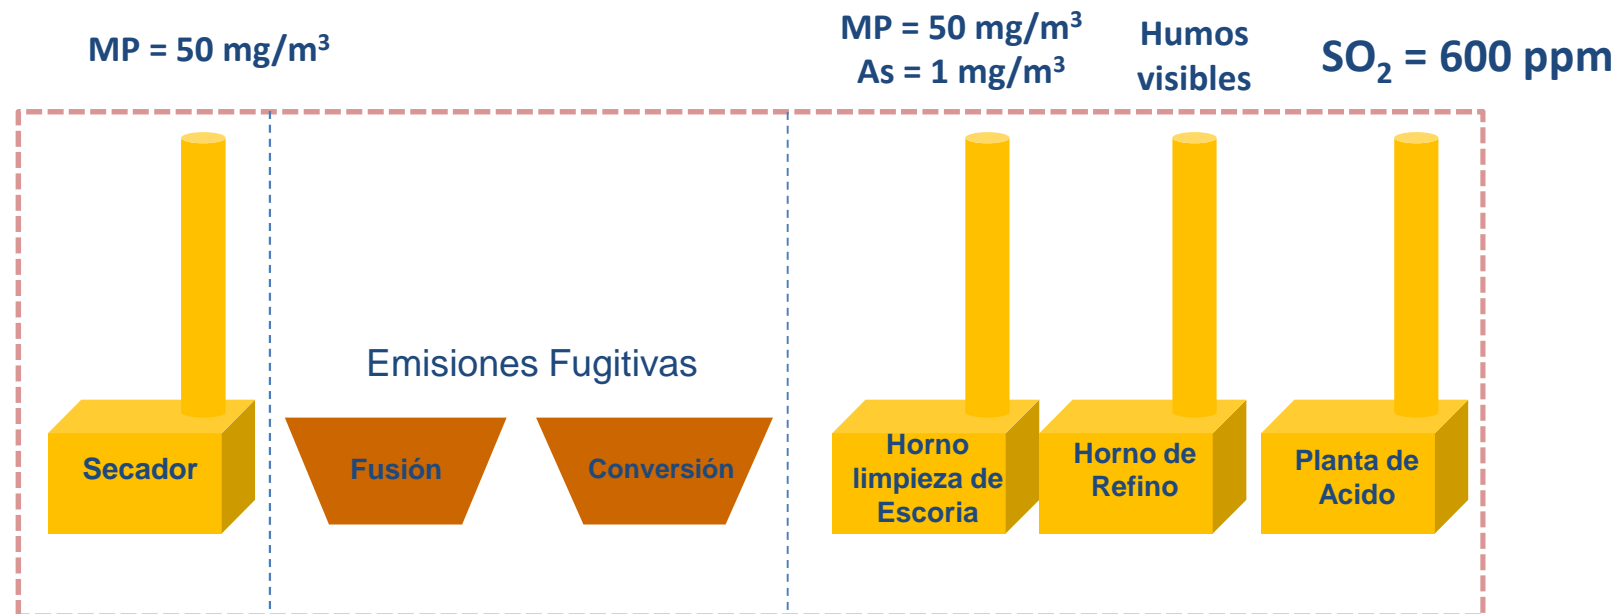 MP = 50 mg/m³
MP = 50 mg/m³
As = 1 mg/m³
Humos
visibles
SO₂ = 600 ppm
Emisiones Fugitivas
Secador
Fusión
Conversión
Horno
limpieza de
Escoria
Horno de
Refino
Planta de
Acido